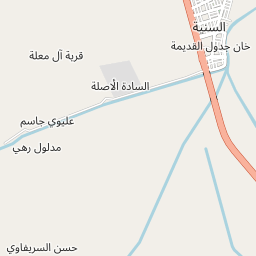 السنية
خان جدول القديمة
قرية آل معلة
السادة الأصلة
عليوي جاسم
مدلول رهي
حسن السريفاوي